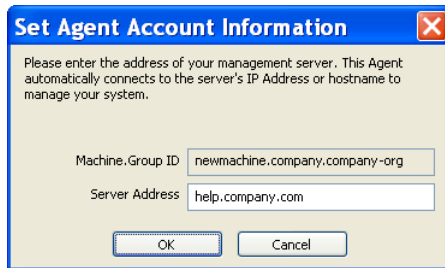 Set Agent Account Information
Please enter the address of your management server. This Agent
automatically connects to the server's IP Address or hostname to
manage your system.
Machine.Group ID newmachine.company.company-org
Server Address help.company.com
OK Cancel